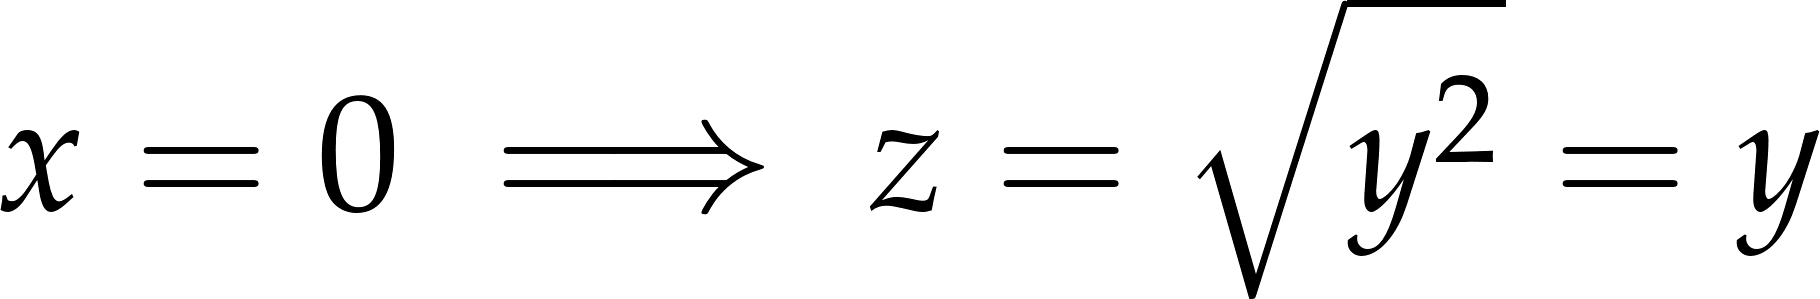 x = 0 ⟹ z = √y² = y